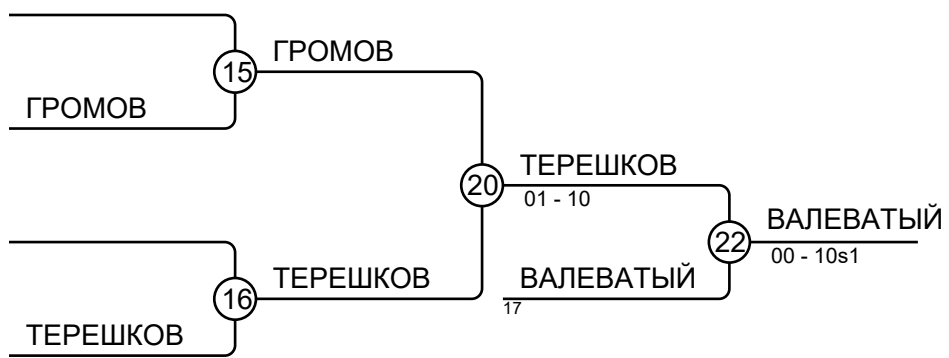 15
ГРОМОВ
ГРОМОВ
20
ТЕРЕШКОВ
01 - 10
22
ВАЛЕВАТЫЙ
00 - 10s1
16
ТЕРЕШКОВ
ВАЛЕВАТЫЙ
17
ТЕРЕШКОВ